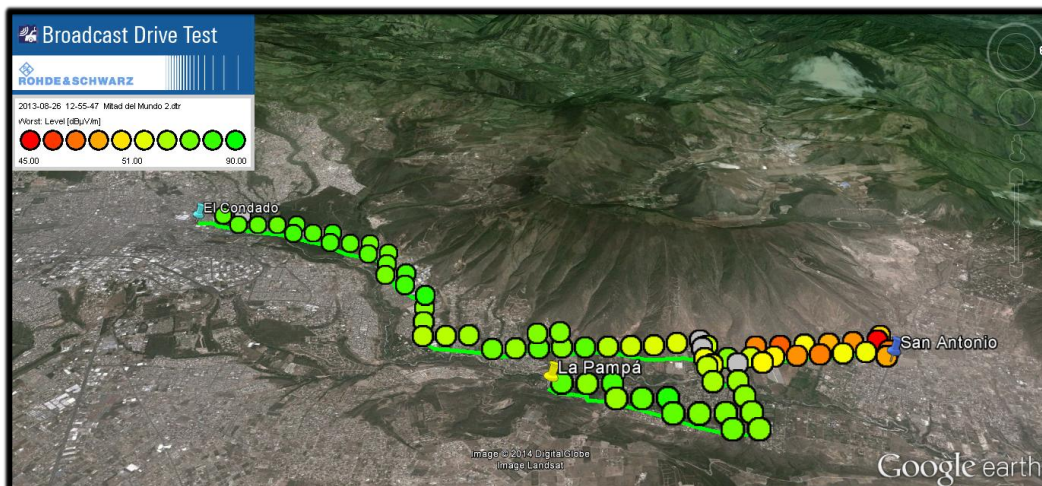 Broadcast Drive Test
ROHDE&SCHWARZ
2013-08-26 12-55-47 Mitad del Mundo 2.dtr
Worst: Level [dBµV/m]
45.00 51.00 90.00
El Condado
San Antonio
La Pampá
Image © 2014 DigitalGlobe
Image Landsat
Google earth